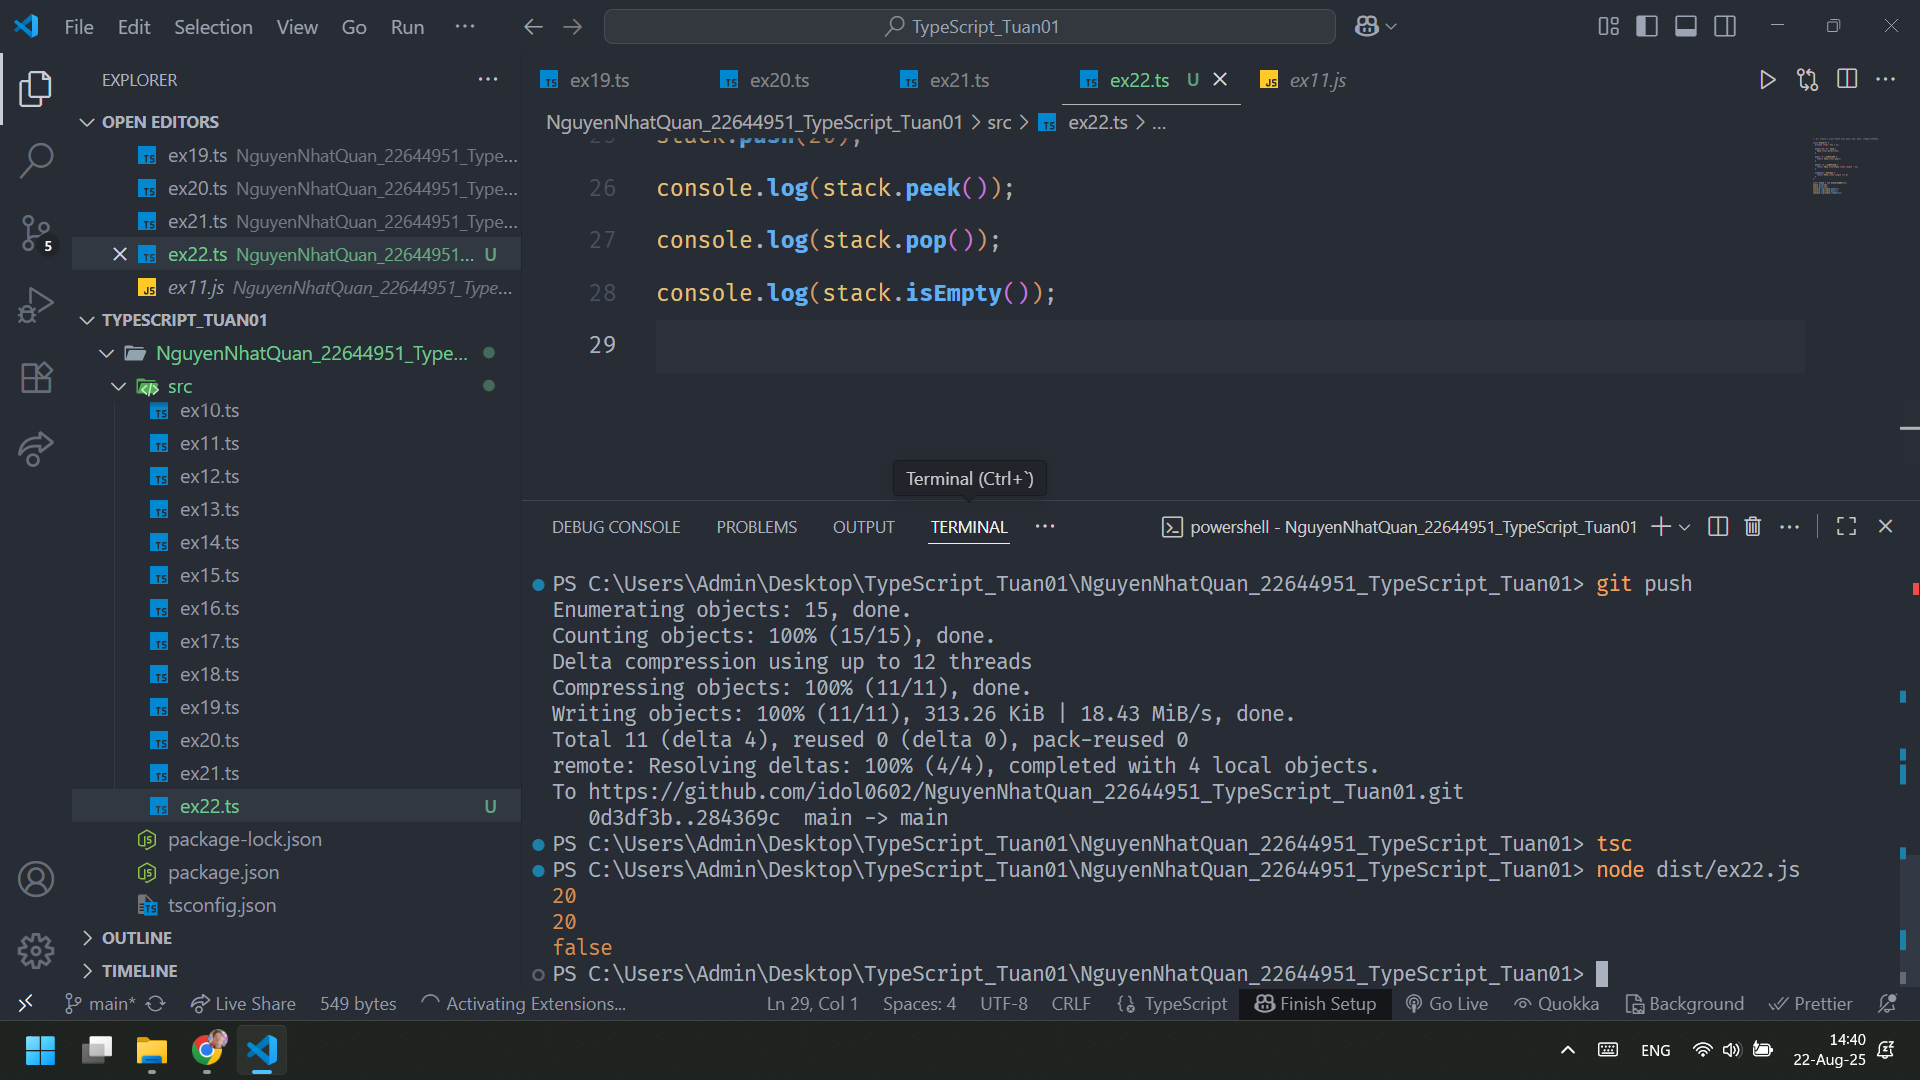 File Edit Selection View Go Run ···
TypeScript_Tuan01
EXPLORER
OPEN EDITORS
ex19.ts NguyenNhatQuan_22644951_Type...
ex20.ts NguyenNhatQuan_22644951_Type...
ex21.ts NguyenNhatQuan_22644951_Type...
ex22.ts NguyenNhatQuan_22644951... U
ex11.js NguyenNhatQuan_22644951_Type...
TYPESCRIPT_TUAN01
NguyenNhatQuan_22644951_Type...
src
ex10.ts
ex11.ts
ex12.ts
ex13.ts
ex14.ts
ex15.ts
ex16.ts
ex17.ts
ex18.ts
ex19.ts
ex20.ts
ex21.ts
ex22.ts U
package-lock.json
package.json
tsconfig.json
OUTLINE
TIMELINE
5
ex19.ts ex20.ts ex21.ts ex22.ts U ex11.js
NguyenNhatQuan_22644951_TypeScript_Tuan01 > src > ex22.ts > ...
25 stack.push(20);
26 console.log(stack.peek());
27 console.log(stack.pop());
28 console.log(stack.isEmpty());
29
Terminal (Ctrl+`)
DEBUG CONSOLE PROBLEMS OUTPUT TERMINAL ···
powershell - NguyenNhatQuan_22644951_TypeScript_Tuan01
PS C:\Users\Admin\Desktop\TypeScript_Tuan01\NguyenNhatQuan_22644951_TypeScript_Tuan01> git push
Enumerating objects: 15, done.
Counting objects: 100% (15/15), done.
Delta compression using up to 12 threads
Compressing objects: 100% (11/11), done.
Writing objects: 100% (11/11), 313.26 KiB | 18.43 MiB/s, done.
Total 11 (delta 4), reused 0 (delta 0), pack-reused 0
remote: Resolving deltas: 100% (4/4), completed with 4 local objects.
To https://github.com/idol0602/NguyenNhatQuan_22644951_TypeScript_Tuan01.git
0d3df3b..284369c main -> main
PS C:\Users\Admin\Desktop\TypeScript_Tuan01\NguyenNhatQuan_22644951_TypeScript_Tuan01> tsc
PS C:\Users\Admin\Desktop\TypeScript_Tuan01\NguyenNhatQuan_22644951_TypeScript_Tuan01> node dist/ex22.js
20
20
false
PS C:\Users\Admin\Desktop\TypeScript_Tuan01\NguyenNhatQuan_22644951_TypeScript_Tuan01>
main* Live Share 549 bytes Activating Extensions... Ln 29, Col 1 Spaces: 4 UTF-8 CRLF {} TypeScript Finish Setup Go Live Quokka Background Prettier
ENG
14:40
22-Aug-25